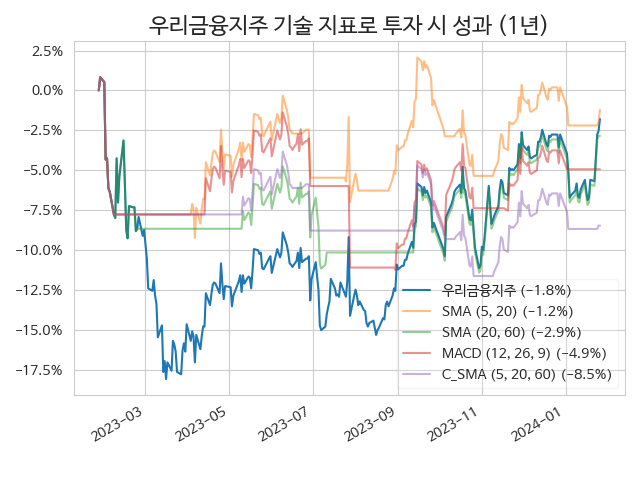 우리금융지주 기술 지표로 투자 시 성과 (1년)
2.5%
0.0%
−2.5%
−5.0%
−7.5%
−10.0%
−12.5%
−15.0%
−17.5%
우리금융지주 (−1.8%)
SMA (5, 20) (−1.2%)
SMA (20, 60) (−2.9%)
MACD (12, 26, 9) (−4.9%)
C_SMA (5, 20, 60) (−8.5%)
2023−03
2023−05
2023−07
2023−09
2023−11
2024−01